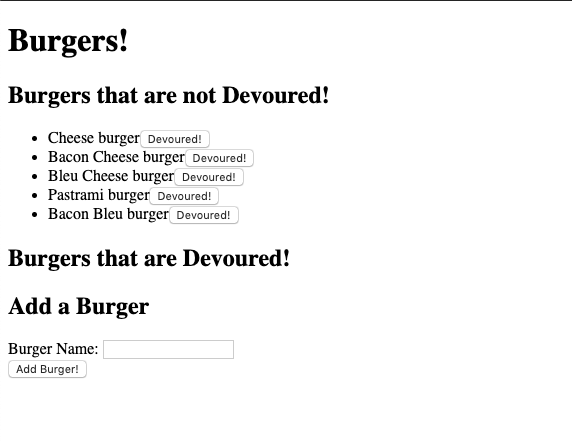 Burgers!
Burgers that are not Devoured!
Cheese burger Devoured!
Bacon Cheese burger Devoured!
Bleu Cheese burger Devoured!
Pastrami burger Devoured!
Bacon Bleu burger Devoured!
Burgers that are Devoured!
Add a Burger
Burger Name:
Add Burger!